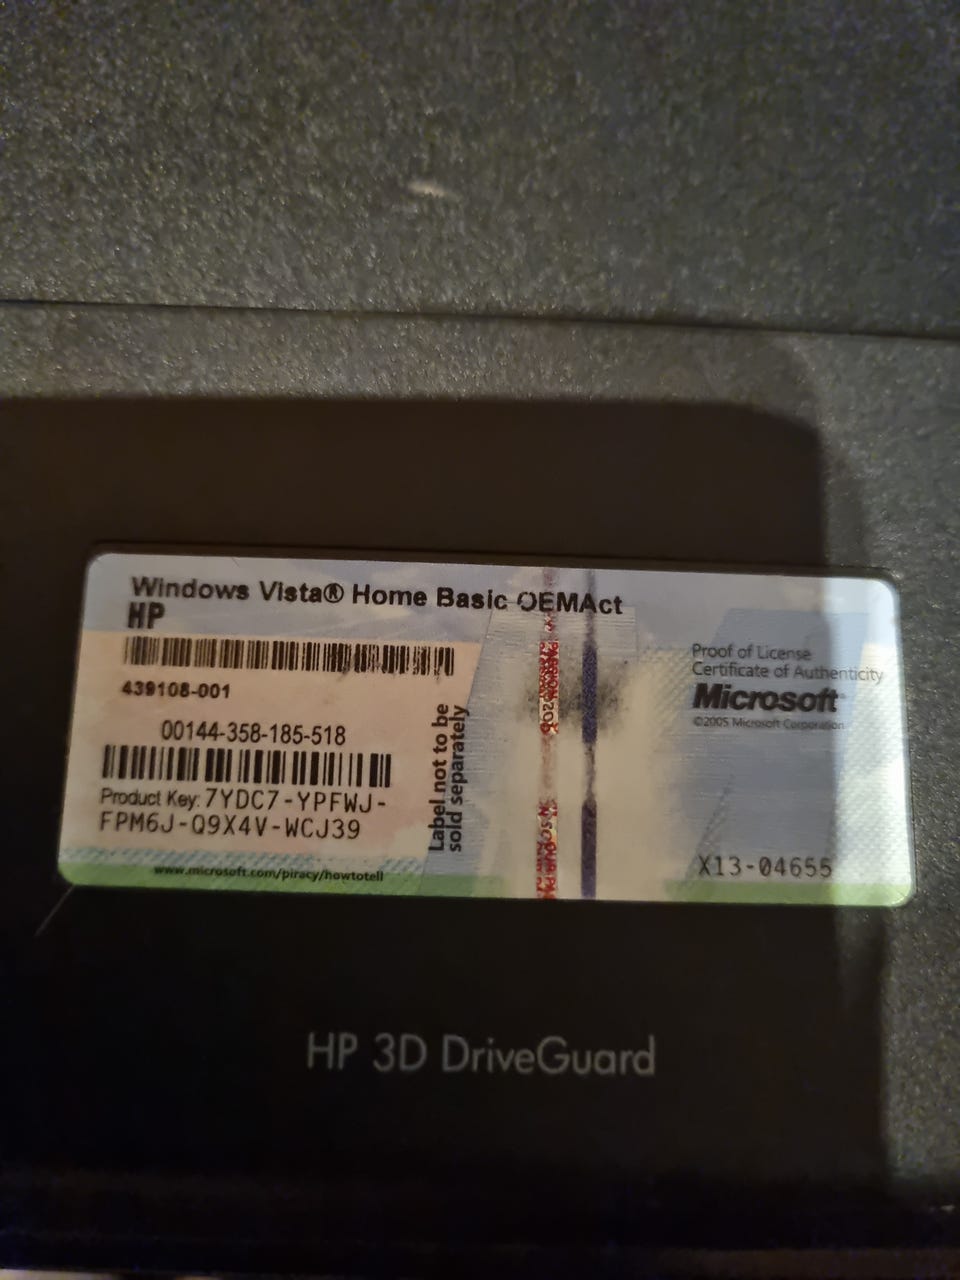 Windows Vista® Home Basic OEMAct
HP
439108-001
00144-358-185-518
Product Key: 7YDC7-YPFWJ-
FPM6J-Q9X4V-WCJ39
www.microsoft.com/piracy/howtotell
Label not to be
sold separately
Proof of License
Certificate of Authenticity
Microsoft®
©2005 Microsoft Corporation
X13-04655
HP 3D DriveGuard